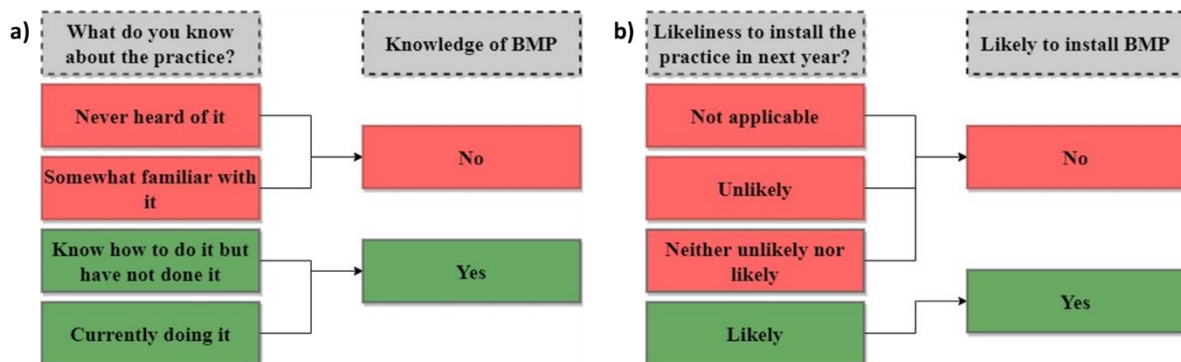 a)
What do you know
about the practice?
Knowledge of BMP
Never heard of it
Somewhat familiar with
it
No
Know how to do it but
have not done it
Currently doing it
Yes
b)
Likeliness to install the
practice in next year?
Likely to install BMP
Not applicable
Unlikely
Neither unlikely nor
likely
No
Likely
Yes